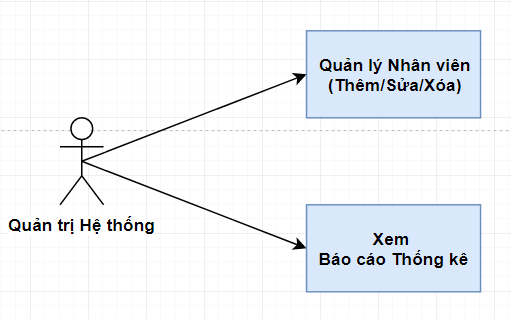 Quản lý Nhân viên
(Thêm/Sửa/Xóa)
Quản trị Hệ thống
Xem
Báo cáo Thống kê